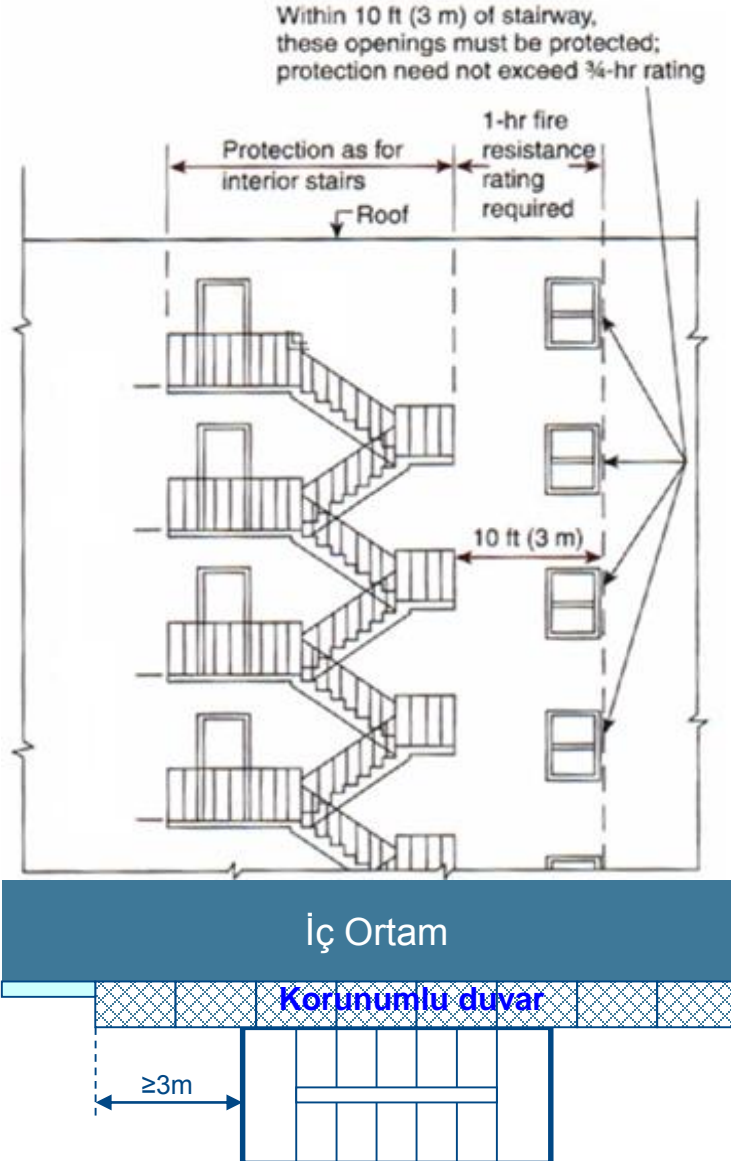 Within 10 ft (3 m) of stairway,
these openings must be protected;
protection need not exceed ¾-hr rating
Protection as for
interior stairs
1-hr fire
resistance
rating
required
Roof
10 ft (3 m)
İç Ortam
Korunumlu duvar
≥3m